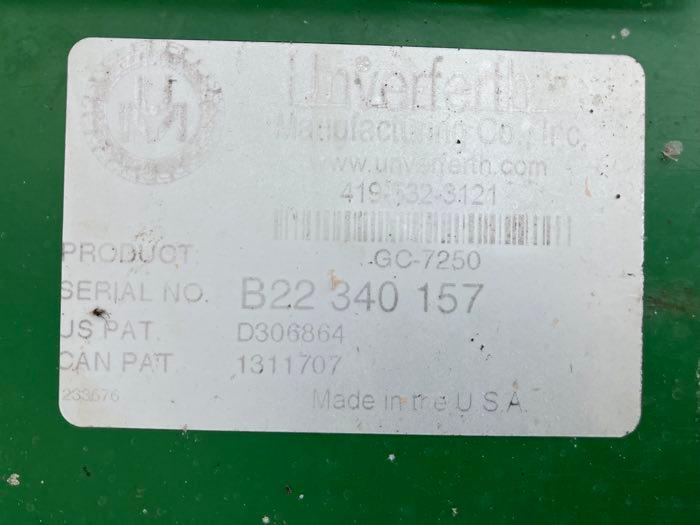 Unverferth
Manufacturing Co., Inc.
www.unverferth.com
419-532-3121
PRODUCT GC-7250
SERIAL NO. B22 340 157
US PAT. D306864
CAN PAT. 1311707
233676 Made in the U.S.A.